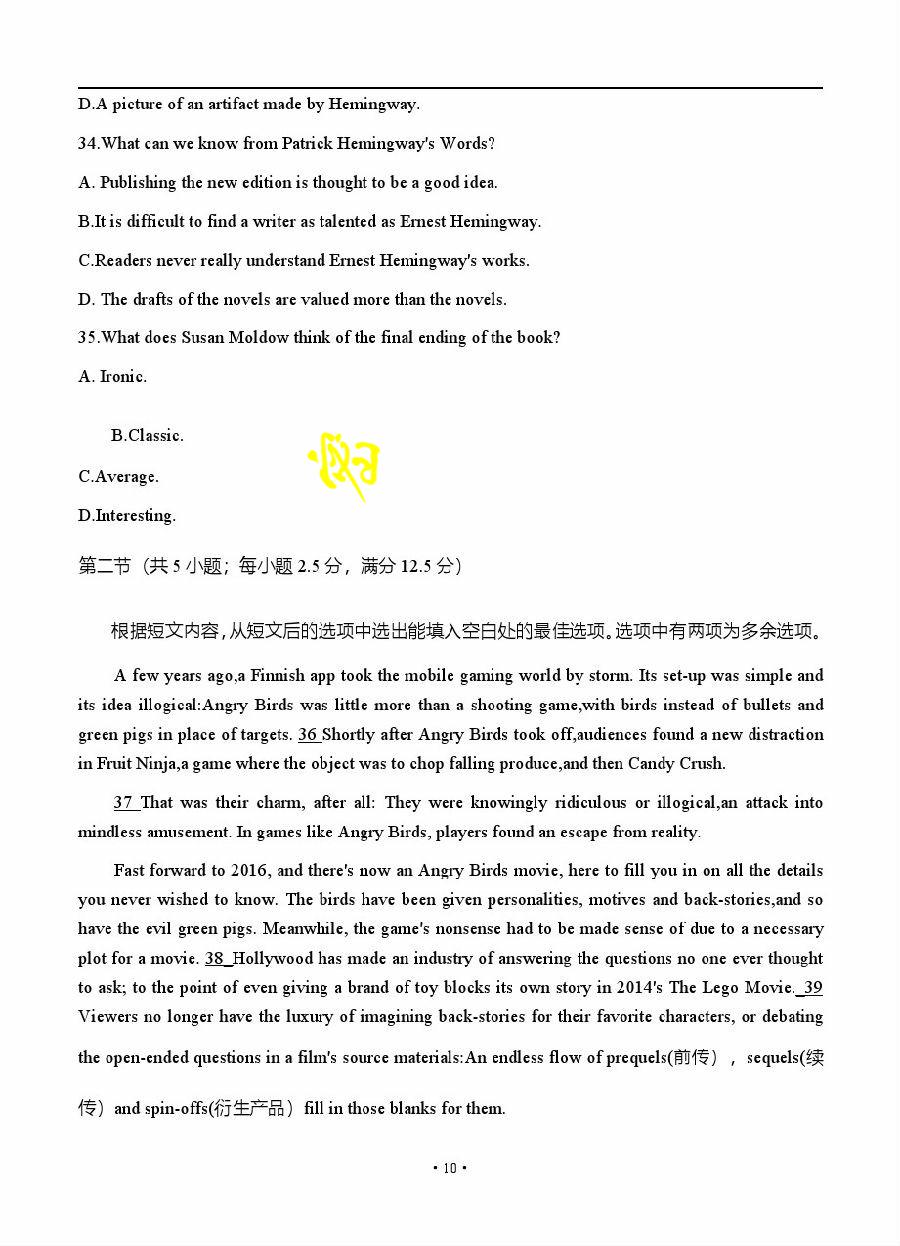 D.A picture of an artifact made by Hemingway.
34.What can we know from Patrick Hemingway's Words?
A. Publishing the new edition is thought to be a good idea.
B.It is difficult to find a writer as talented as Ernest Hemingway.
C.Readers never really understand Ernest Hemingway's works.
D. The drafts of the novels are valued more than the novels.
35.What does Susan Moldow think of the final ending of the book?
A. Ironic.
B.Classic.
C.Average.
D.Interesting.
第二节（共 5 小题；每小题 2.5 分，满分 12.5 分）
根据短文内容，从短文后的选项中选出能填入空白处的最佳选项。选项中有两项为多余选项。
A few years ago,a Finnish app took the mobile gaming world by storm. Its set-up was simple and
its idea illogical:Angry Birds was little more than a shooting game,with birds instead of bullets and
green pigs in place of targets. 36 Shortly after Angry Birds took off,audiences found a new distraction
in Fruit Ninja,a game where the object was to chop falling produce,and then Candy Crush.
37 That was their charm, after all: They were knowingly ridiculous or illogical,an attack into
mindless amusement. In games like Angry Birds, players found an escape from reality.
Fast forward to 2016, and there's now an Angry Birds movie, here to fill you in on all the details
you never wished to know. The birds have been given personalities, motives and back-stories,and so
have the evil green pigs. Meanwhile, the game's nonsense had to be made sense of due to a necessary
plot for a movie. 38 Hollywood has made an industry of answering the questions no one ever thought
to ask; to the point of even giving a brand of toy blocks its own story in 2014's The Lego Movie. 39
Viewers no longer have the luxury of imagining back-stories for their favorite characters, or debating
the open-ended questions in a film's source materials:An endless flow of prequels(前传），sequels(续
传）and spin-offs(衍生产品）fill in those blanks for them.
• 10 •